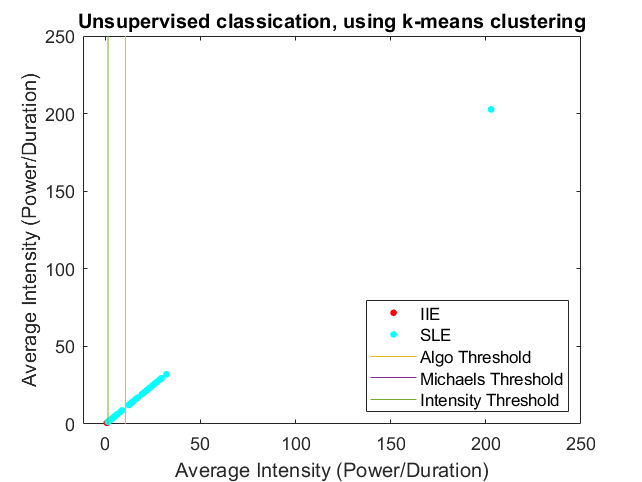 Unsupervised classication, using k-means clustering
Average Intensity (Power/Duration)
250
200
150
100
50
0
0 50 100 150 200 250
Average Intensity (Power/Duration)
IIE
SLE
Algo Threshold
Michaels Threshold
Intensity Threshold